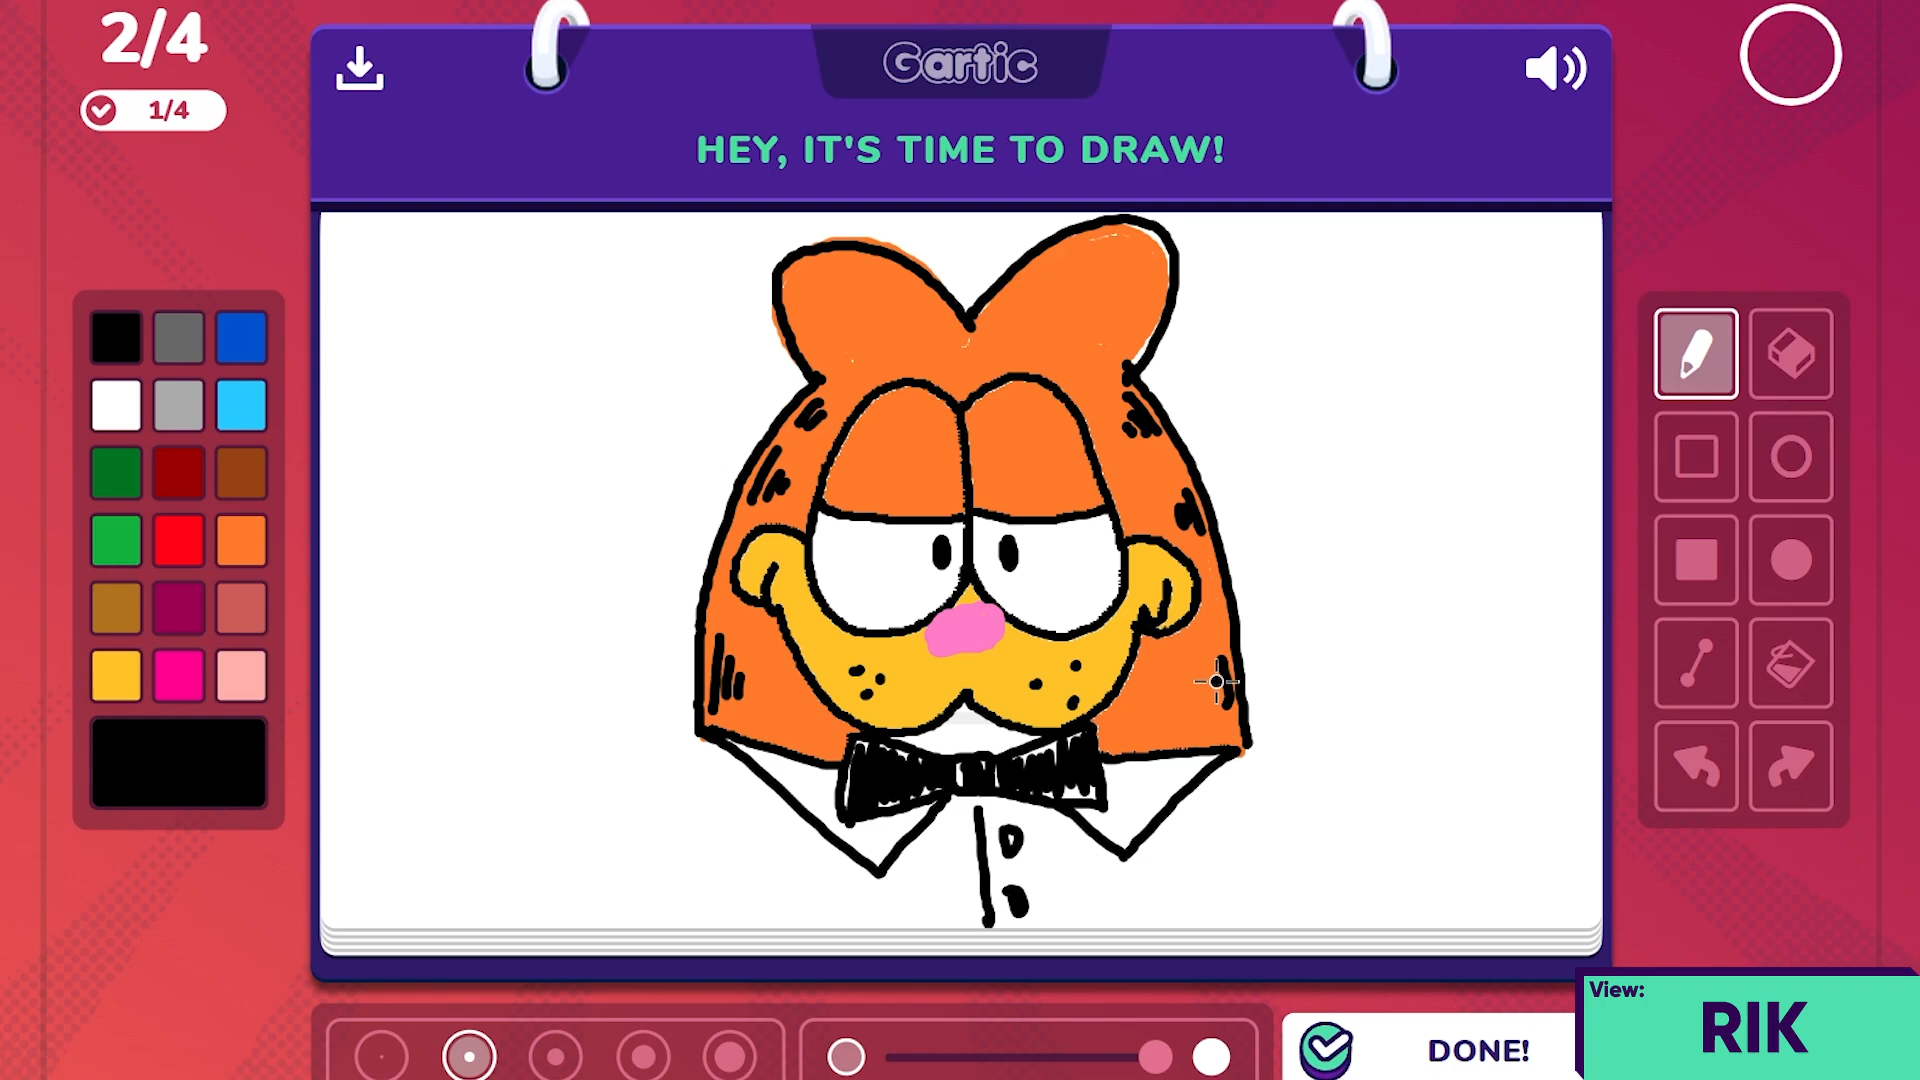 2/4
1/4
Gartic
HEY, IT'S TIME TO DRAW!
DONE!
View:
RIK